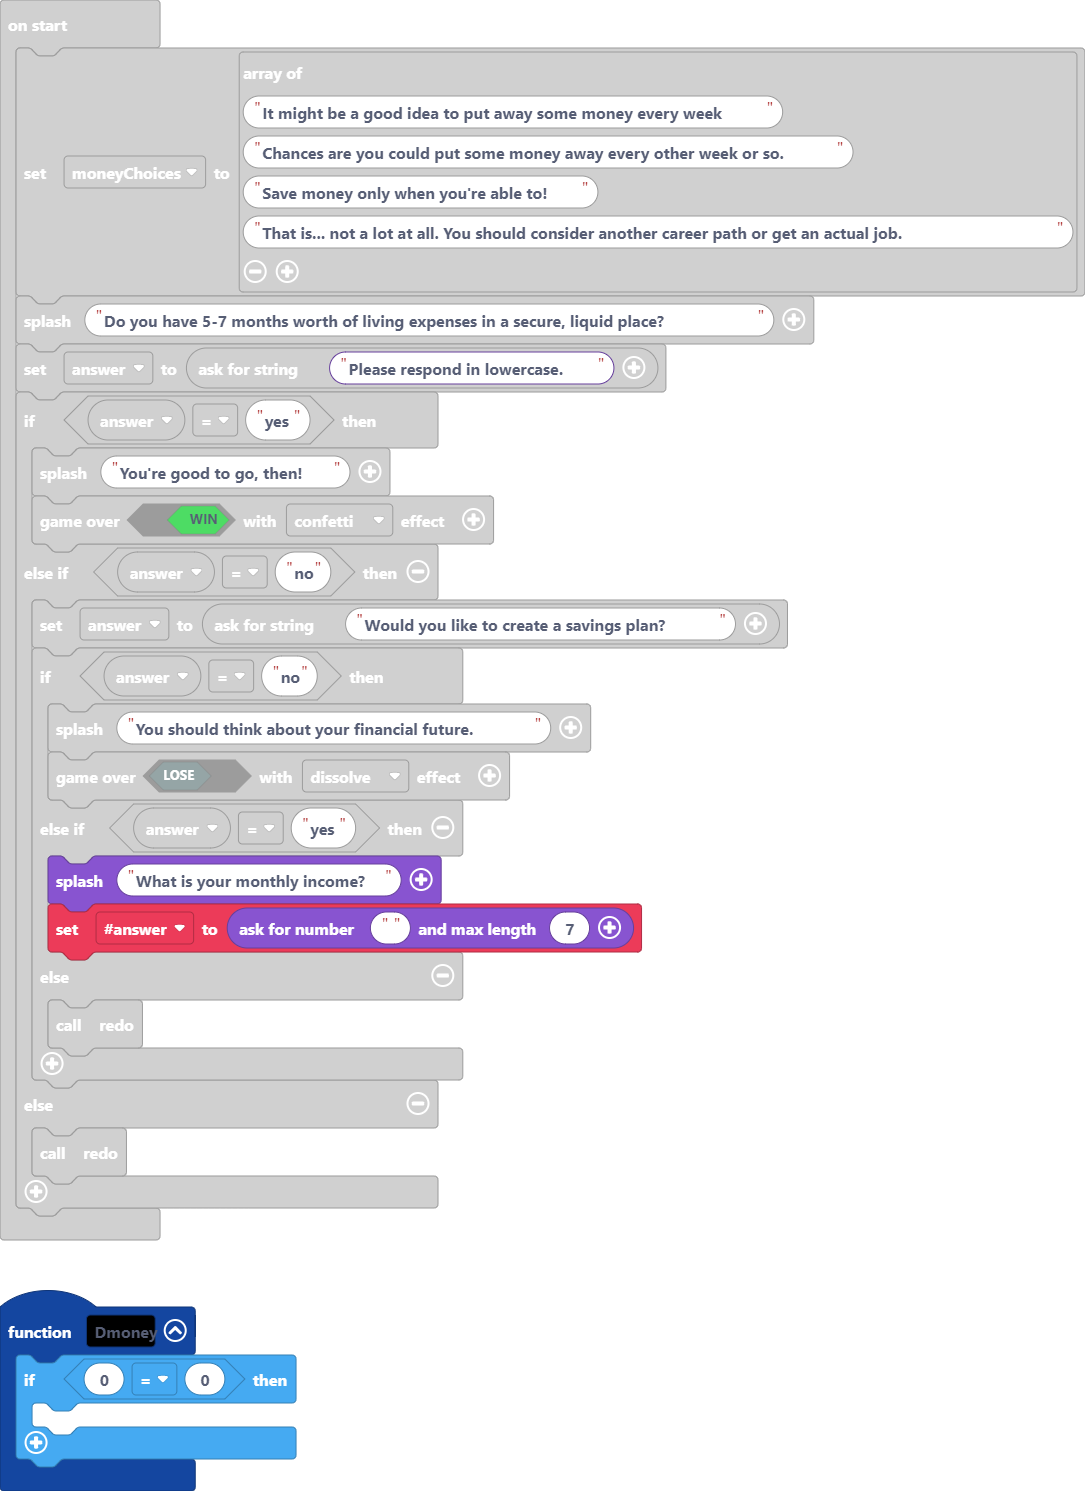 on start
array of
"It might be a good idea to put away some money every week"
"Chances are you could put some money away every other week or so."
set moneyChoices to
"Save money only when you're able to!"
"That is... not a lot at all. You should consider another career path or get an actual job."
splash "Do you have 5-7 months worth of living expenses in a secure, liquid place?"
set answer to ask for string "Please respond in lowercase."
if answer = "yes" then
splash "You're good to go, then!"
game over WIN with confetti effect
else if answer = "no" then
set answer to ask for string "Would you like to create a savings plan?"
if answer = "no" then
splash "You should think about your financial future."
game over LOSE with dissolve effect
else if answer = "yes" then
splash "What is your monthly income?"
set #answer to ask for number " " and max length 7
else
call redo
else
call redo
function Dmoney
if 0 = 0 then